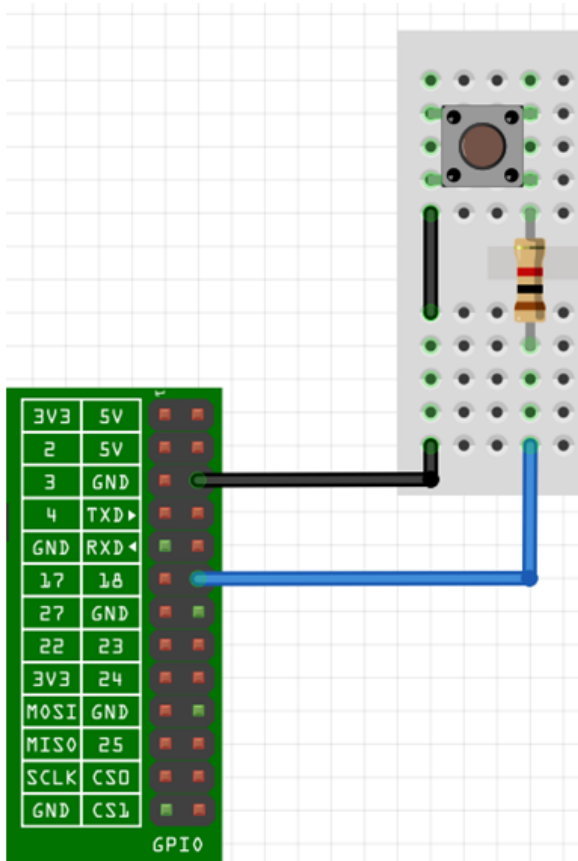 1
3V3 5V
2 5V
3 GND
4 TXD▸
GND RXD◂
17 18
27 GND
22 23
3V3 24
MOSI GND
MISO 25
SCLK CS0
GND CS1
GPIO